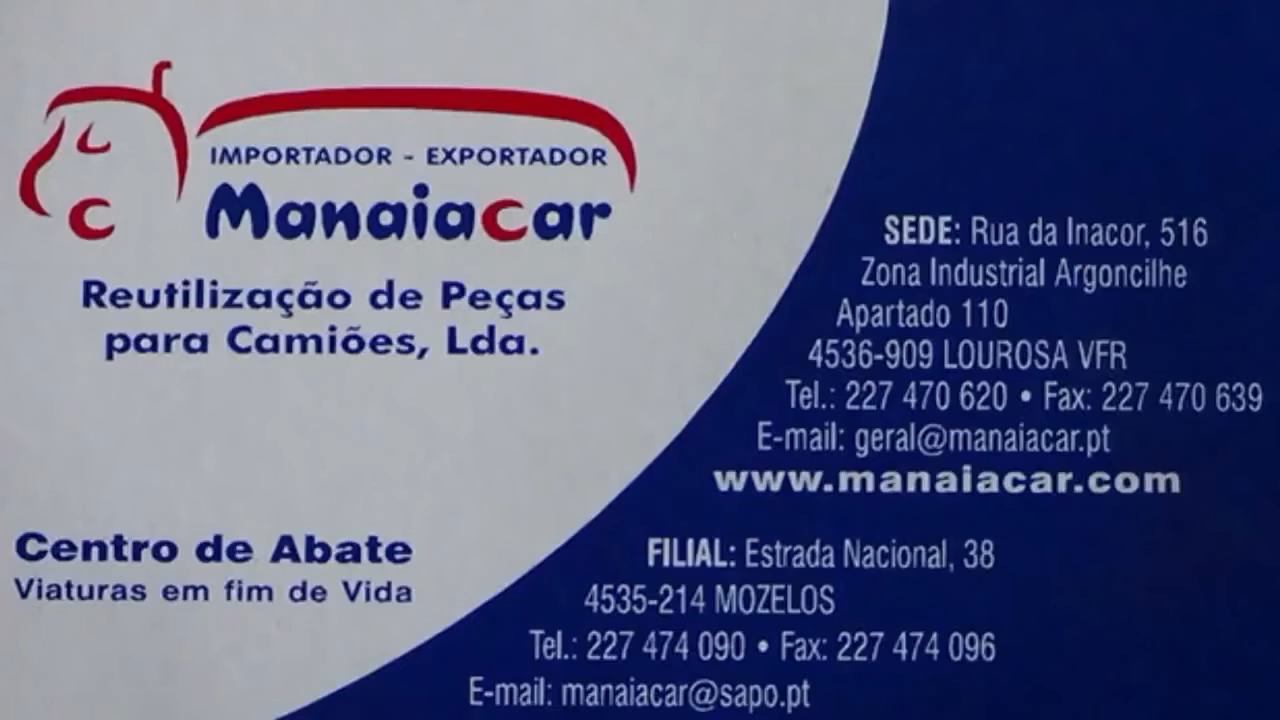 IMPORTADOR - EXPORTADOR
Manaiacar
Reutilização de Peças
para Camiões, Lda.
Centro de Abate
Viaturas em fim de Vida
SEDE: Rua da Inacor, 516
Zona Industrial Argoncilhe
Apartado 110
4536-909 LOUROSA VFR
Tel.: 227 470 620 • Fax: 227 470 639
E-mail: geral@manaiacar.pt
www.manaiacar.com
FILIAL: Estrada Nacional, 38
4535-214 MOZELOS
Tel.: 227 474 090 • Fax: 227 474 096
E-mail: manaiacar@sapo.pt